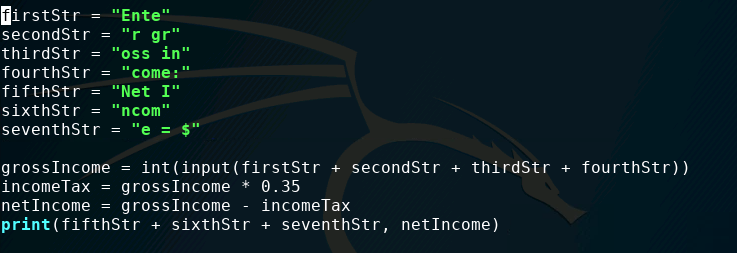 firstStr = "Ente"
secondStr = "r gr"
thirdStr = "oss in"
fourthStr = "come:"
fifthStr = "Net I"
sixthStr = "ncom"
seventhStr = "e = $"

grossIncome = int(input(firstStr + secondStr + thirdStr + fourthStr))
incomeTax = grossIncome * 0.35
netIncome = grossIncome - incomeTax
print(fifthStr + sixthStr + seventhStr, netIncome)